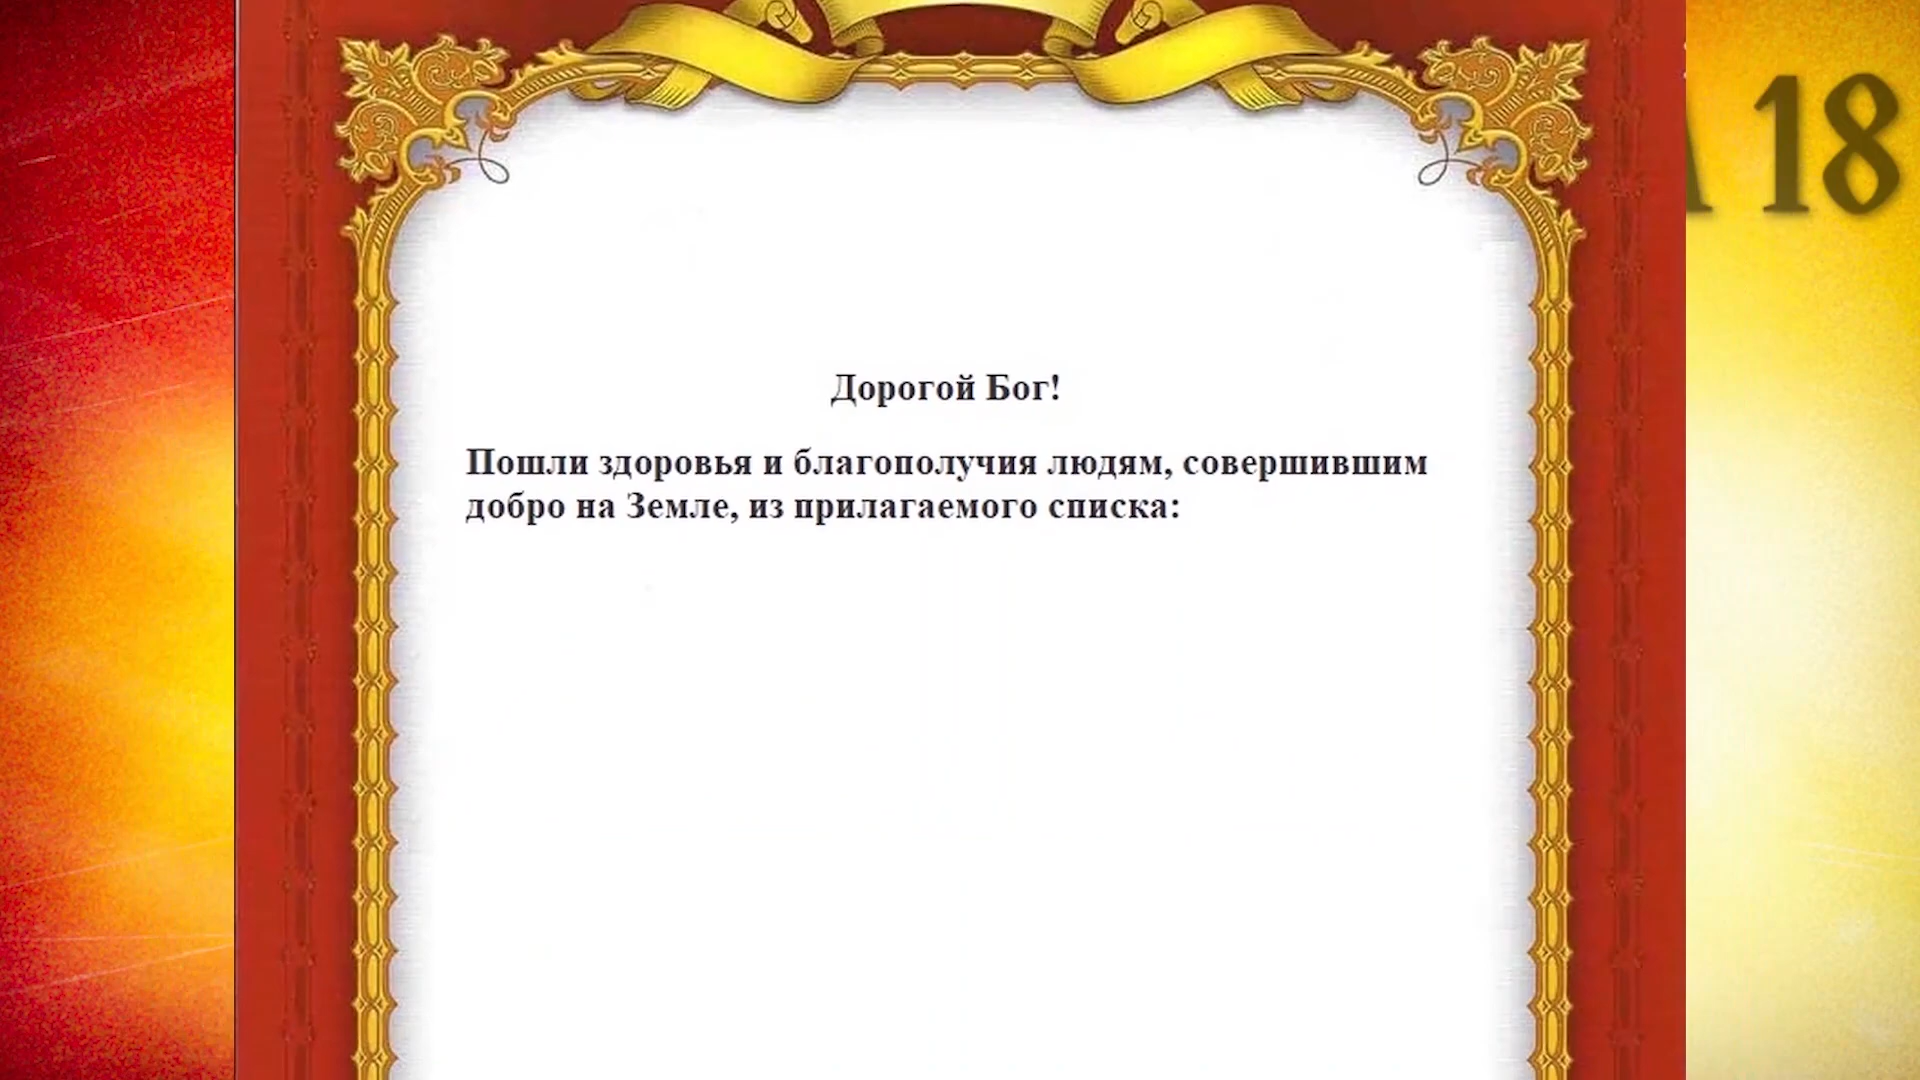 18
Дорогой Бог!
Пошли здоровья и благополучия людям, совершившим
добро на Земле, из прилагаемого списка: